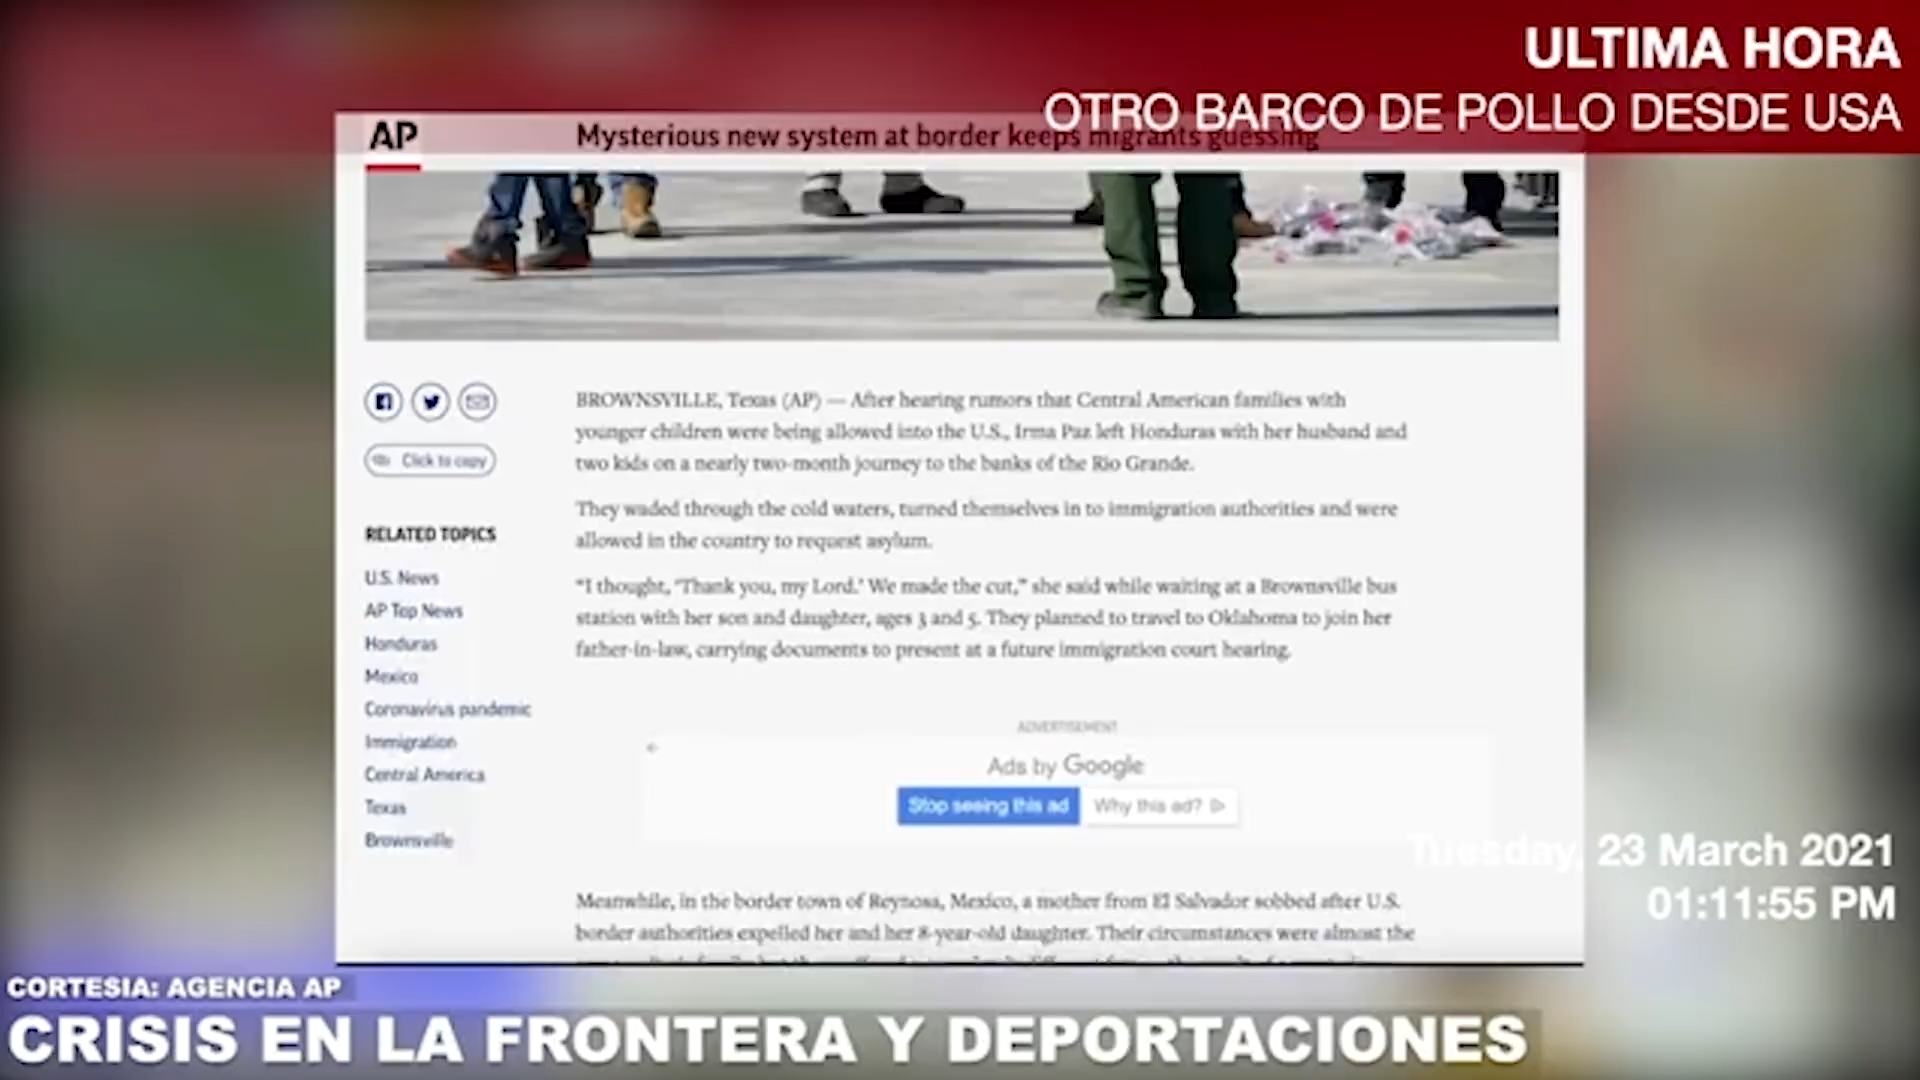 ULTIMA HORA
OTRO BARCO DE POLLO DESDE USA
AP
Mysterious new system at border keeps migrants guessing
BROWNSVILLE, Texas (AP) — After hearing rumors that Central American families with
younger children were being allowed into the U.S., Irma Paz left Honduras with her husband and
two kids on a nearly two-month journey to the banks of the Rio Grande.
They waded through the cold waters, turned themselves in to immigration authorities and were
allowed in the country to request asylum.
“I thought, ‘Thank you, my Lord.’ We made the cut,” she said while waiting at a Brownsville bus
station with her son and daughter, ages 3 and 5. They planned to travel to Oklahoma to join her
father-in-law, carrying documents to present at a future immigration court hearing.
Click to copy
RELATED TOPICS
U.S. News
AP Top News
Honduras
Mexico
Coronavirus pandemic
Immigration
Central America
Texas
Brownsville
ADVERTISEMENT
Ads by Google
Stop seeing this ad
Why this ad?
Meanwhile, in the border town of Reynosa, Mexico, a mother from El Salvador sobbed after U.S.
border authorities expelled her and her 8-year-old daughter. Their circumstances were almost the
Tuesday, 23 March 2021
01:11:55 PM
CORTESIA: AGENCIA AP
CRISIS EN LA FRONTERA Y DEPORTACIONES